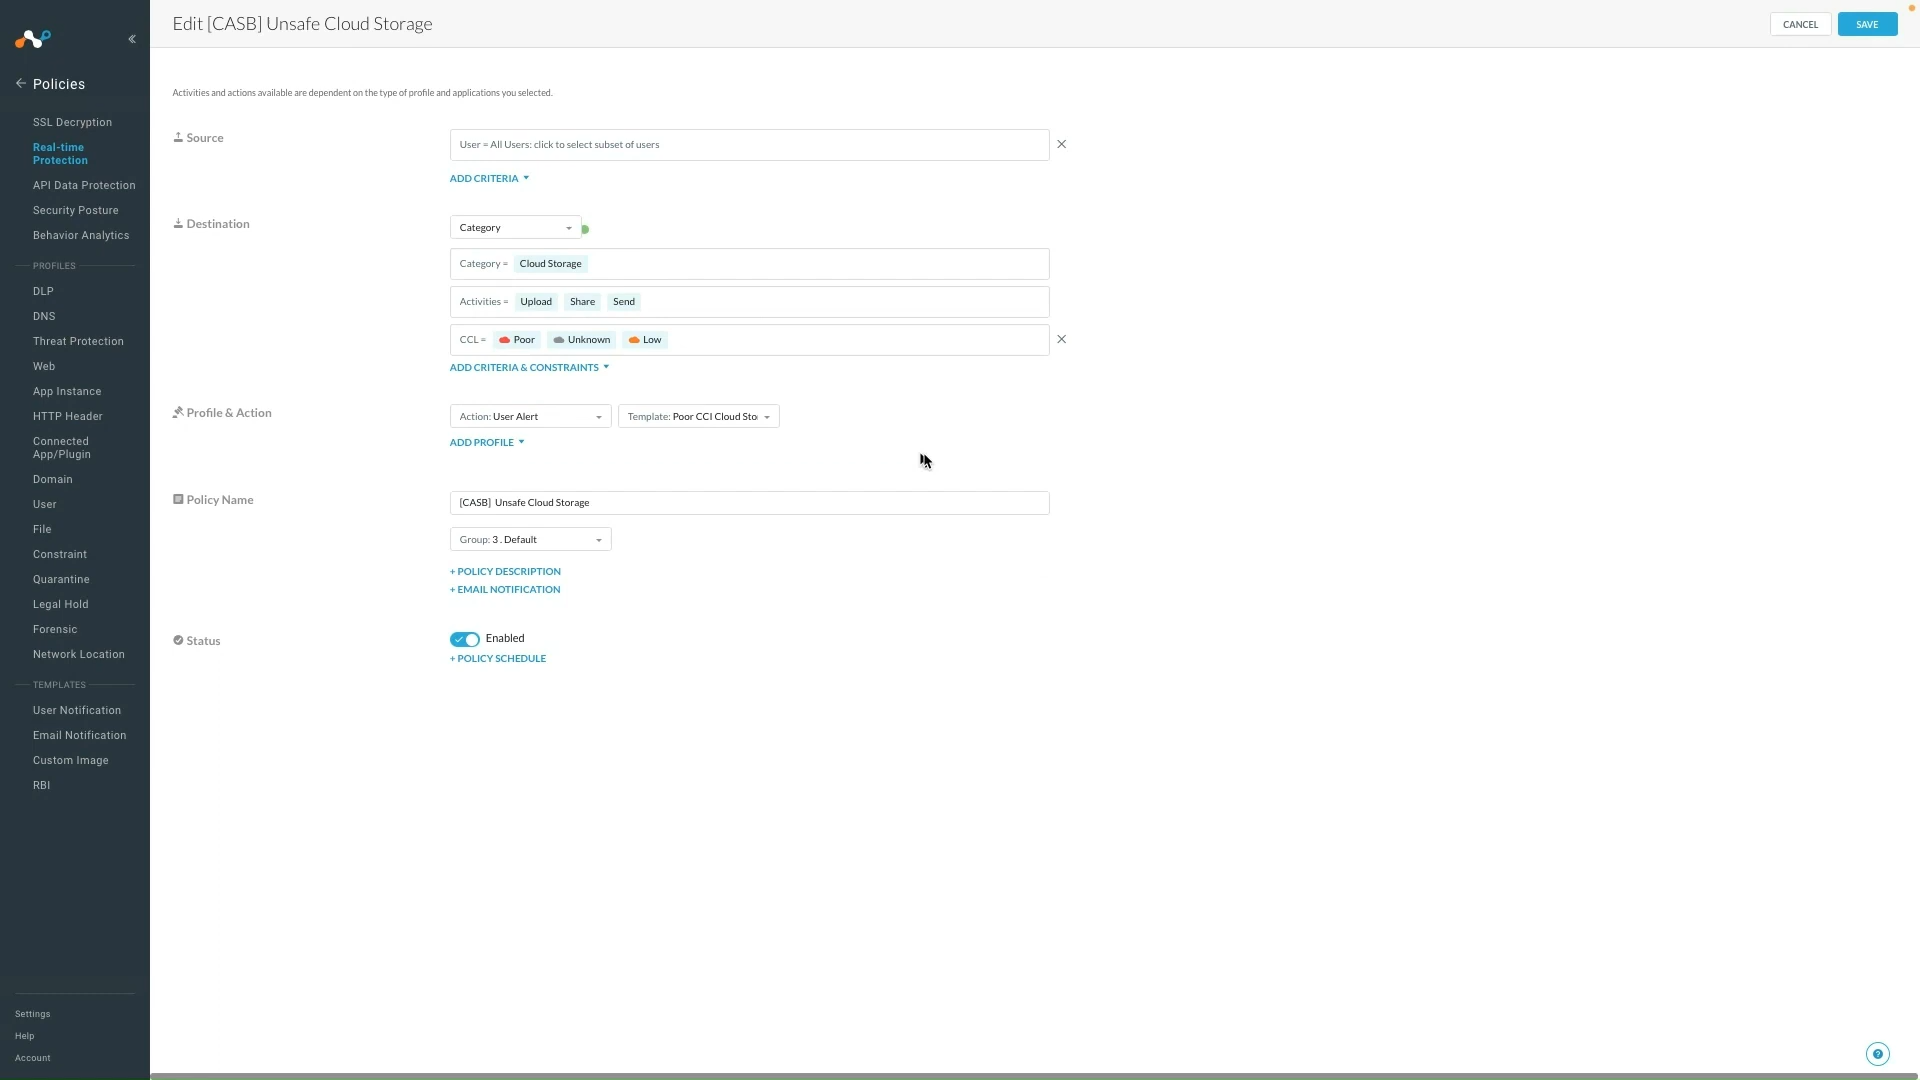 Edit [CASB] Unsafe Cloud Storage
CANCEL
SAVE
Policies
SSL Decryption
Real-time
Protection
API Data Protection
Security Posture
Behavior Analytics
PROFILES
DLP
DNS
Threat Protection
Web
App Instance
HTTP Header
Connected
App/Plugin
Domain
User
File
Constraint
Quarantine
Legal Hold
Forensic
Network Location
TEMPLATES
User Notification
Email Notification
Custom Image
RBI
Settings
Help
Account
Activities and actions available are dependent on the type of profile and applications you selected.
Source
User = All Users: click to select subset of users
ADD CRITERIA
Destination
Category
Category = Cloud Storage
Activities = Upload Share Send
CCL = Poor Unknown Low
ADD CRITERIA & CONSTRAINTS
Profile & Action
Action: User Alert
Template: Poor CCI Cloud Sto
ADD PROFILE
Policy Name
[CASB] Unsafe Cloud Storage
Group: 3 . Default
+ POLICY DESCRIPTION
+ EMAIL NOTIFICATION
Status
Enabled
+ POLICY SCHEDULE